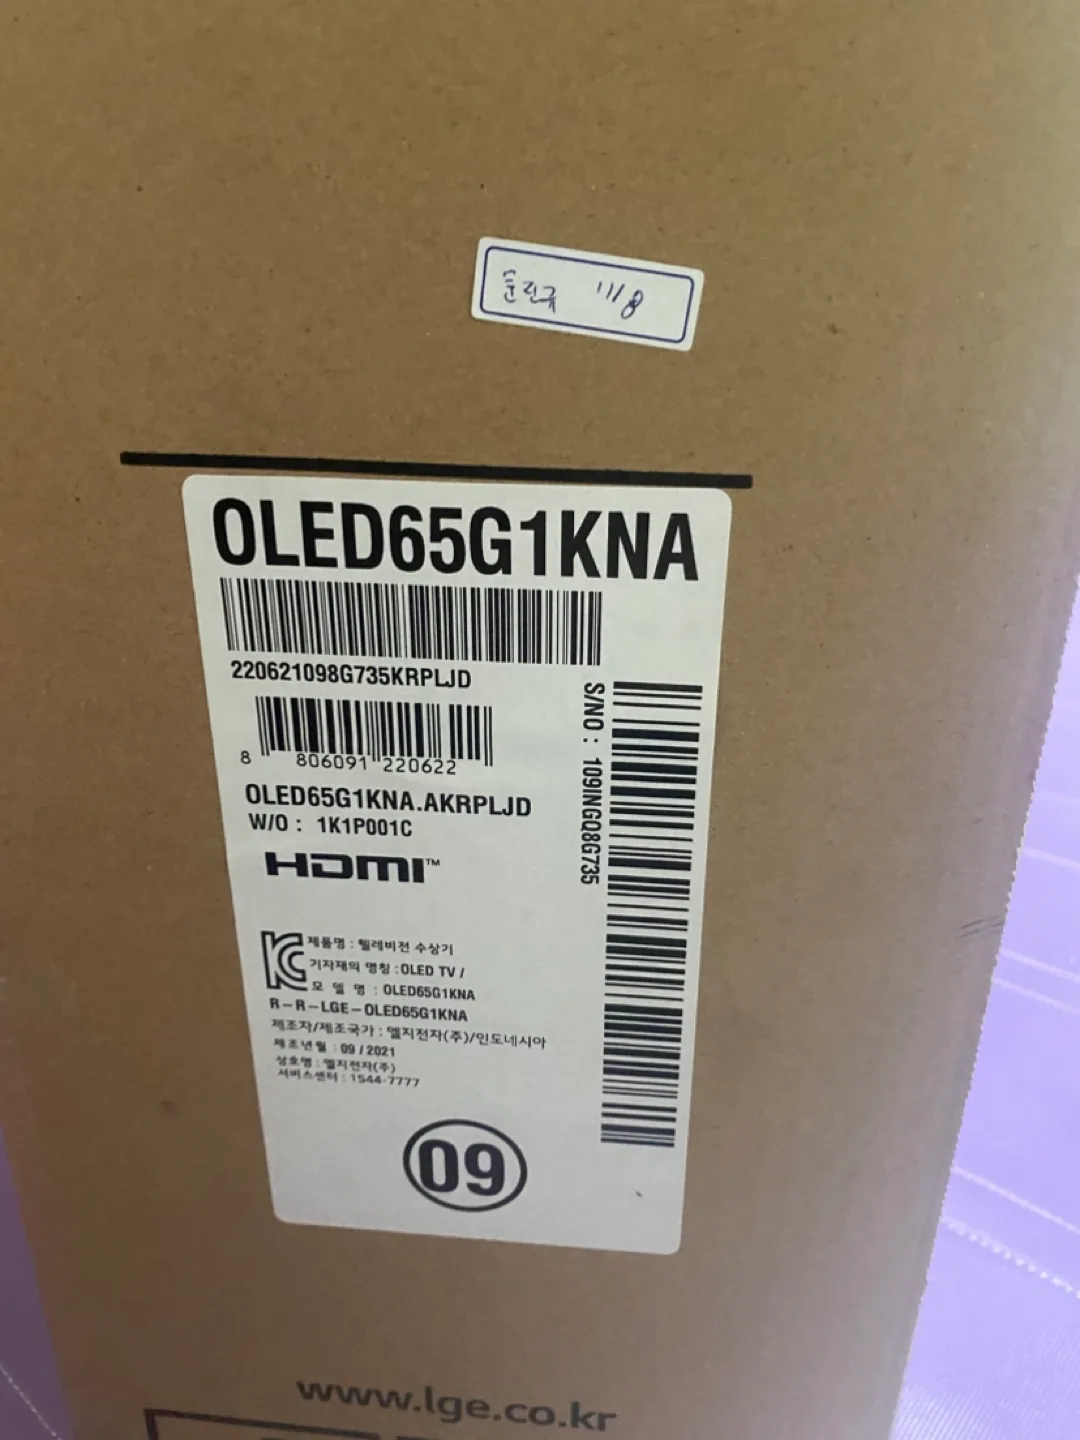 11/8
OLED65G1KNA
220621098G735KRPLJD
8 806091 220622
S/NO : 109INGQ8G735
OLED65G1KNA.AKRPLJD
W/O : 1K1P001C
HDMI™
제품명 : 텔레비전 수상기
기자재의 명칭 : OLED TV /
모 델 명 : OLED65G1KNA
R-R-LGE-OLED65G1KNA
제조자/제조국가 : 엘지전자(주)/인도네시아
제조년월 : 09 / 2021
상호명 : 엘지전자(주)
서비스센터 : 1544-7777
09
www.lge.co.kr